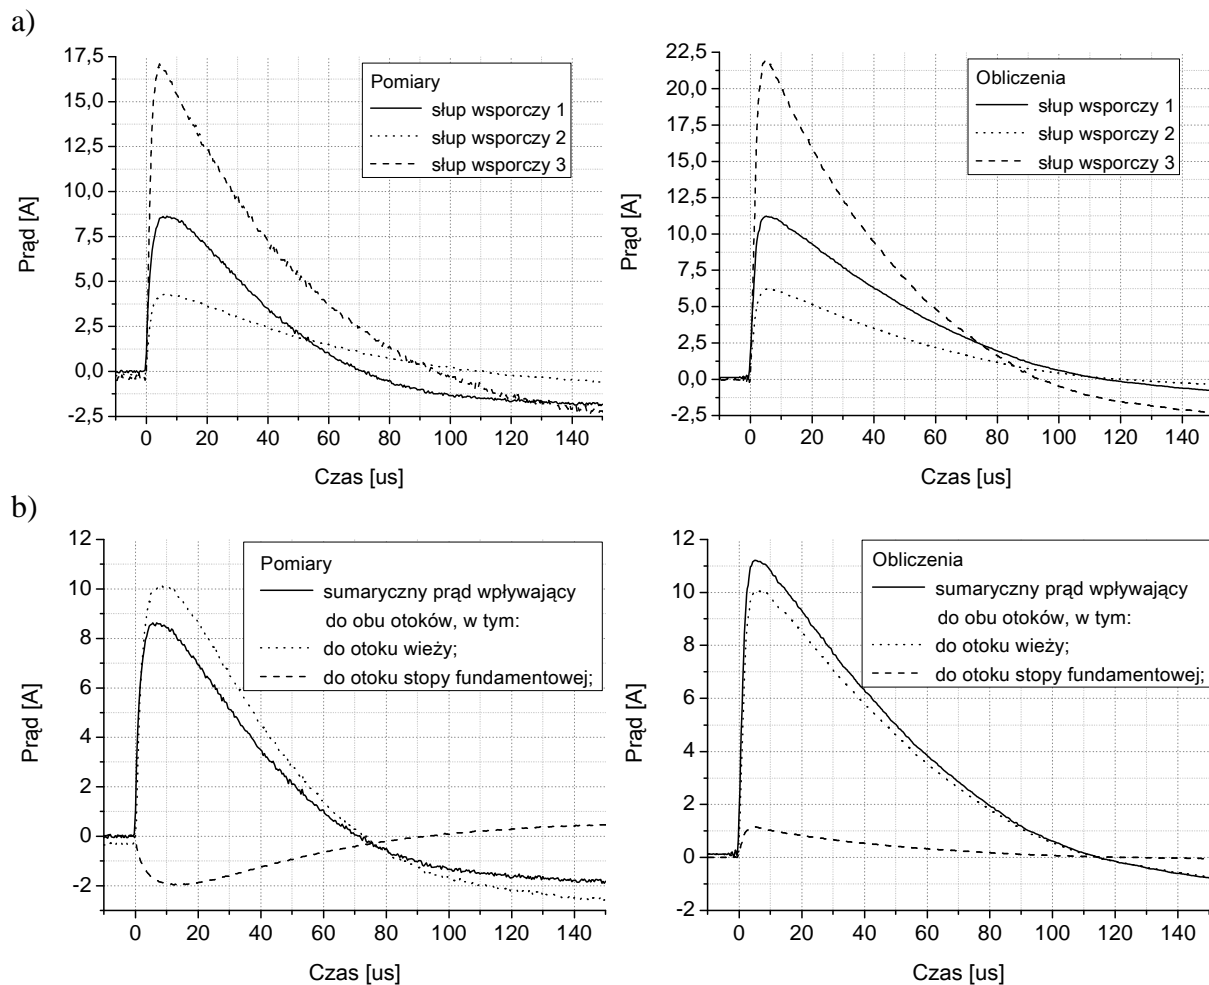 a)
17,5
15,0
12,5
10,0
7,5
5,0
2,5
0,0
-2,5
Prąd [A]
Pomiary
słup wsporczy 1
słup wsporczy 2
słup wsporczy 3
0 20 40 60 80 100 120 140
Czas [us]
22,5
20,0
17,5
15,0
12,5
10,0
7,5
5,0
2,5
0,0
-2,5
Prąd [A]
Obliczenia
słup wsporczy 1
słup wsporczy 2
słup wsporczy 3
0 20 40 60 80 100 120 140
Czas [us]
b)
12
10
8
6
4
2
0
-2
Prąd [A]
Pomiary
sumaryczny prąd wpływający
do obu otoków, w tym:
do otoku wieży;
do otoku stopy fundamentowej;
0 20 40 60 80 100 120 140
Czas [us]
12
10
8
6
4
2
0
-2
Prąd [A]
Obliczenia
sumaryczny prąd wpływający
do obu otoków, w tym:
do otoku wieży;
do otoku stopy fundamentowej;
0 20 40 60 80 100 120 140
Czas [us]